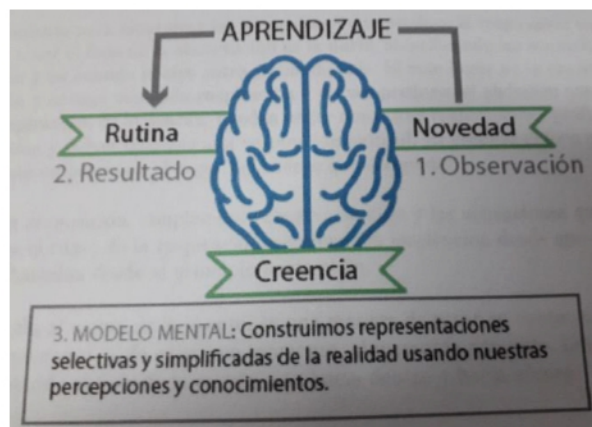 APRENDIZAJE
Rutina
Novedad
2. Resultado
1. Observación
Creencia
3. MODELO MENTAL: Construimos representaciones
selectivas y simplificadas de la realidad usando nuestras
percepciones y conocimientos.